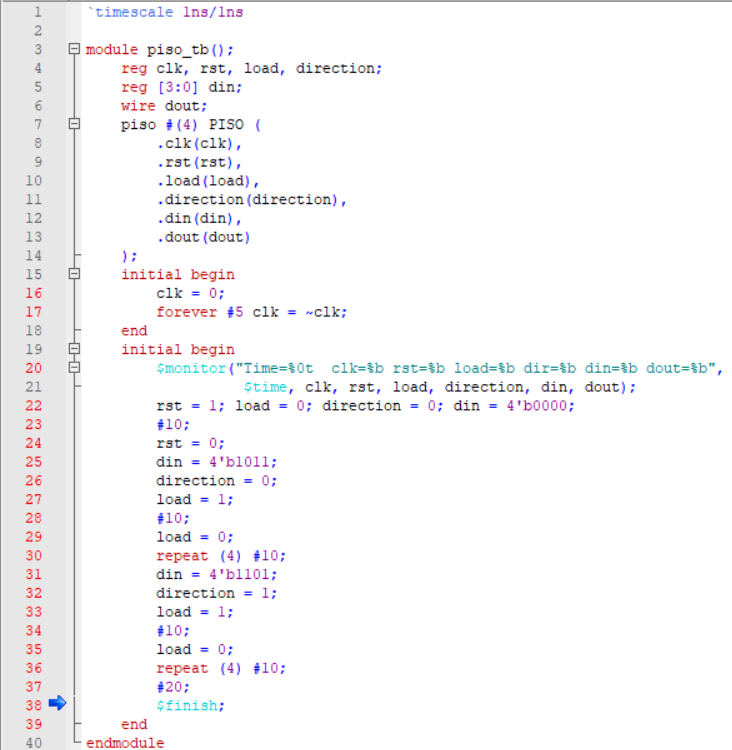 1 `timescale 1ns/1ns
2
3 module piso_tb();
4 reg clk, rst, load, direction;
5 reg [3:0] din;
6 wire dout;
7 piso #(4) PISO (
8 .clk(clk),
9 .rst(rst),
10 .load(load),
11 .direction(direction),
12 .din(din),
13 .dout(dout)
14 );
15 initial begin
16 clk = 0;
17 forever #5 clk = ~clk;
18 end
19 initial begin
20 $monitor("Time=%0t  clk=%b rst=%b load=%b dir=%b din=%b dout=%b",
21 $time, clk, rst, load, direction, din, dout);
22 rst = 1; load = 0; direction = 0; din = 4'b0000;
23 #10;
24 rst = 0;
25 din = 4'b1011;
26 direction = 0;
27 load = 1;
28 #10;
29 load = 0;
30 repeat (4) #10;
31 din = 4'b1101;
32 direction = 1;
33 load = 1;
34 #10;
35 load = 0;
36 repeat (4) #10;
37 #20;
38 $finish;
39 end
40 endmodule